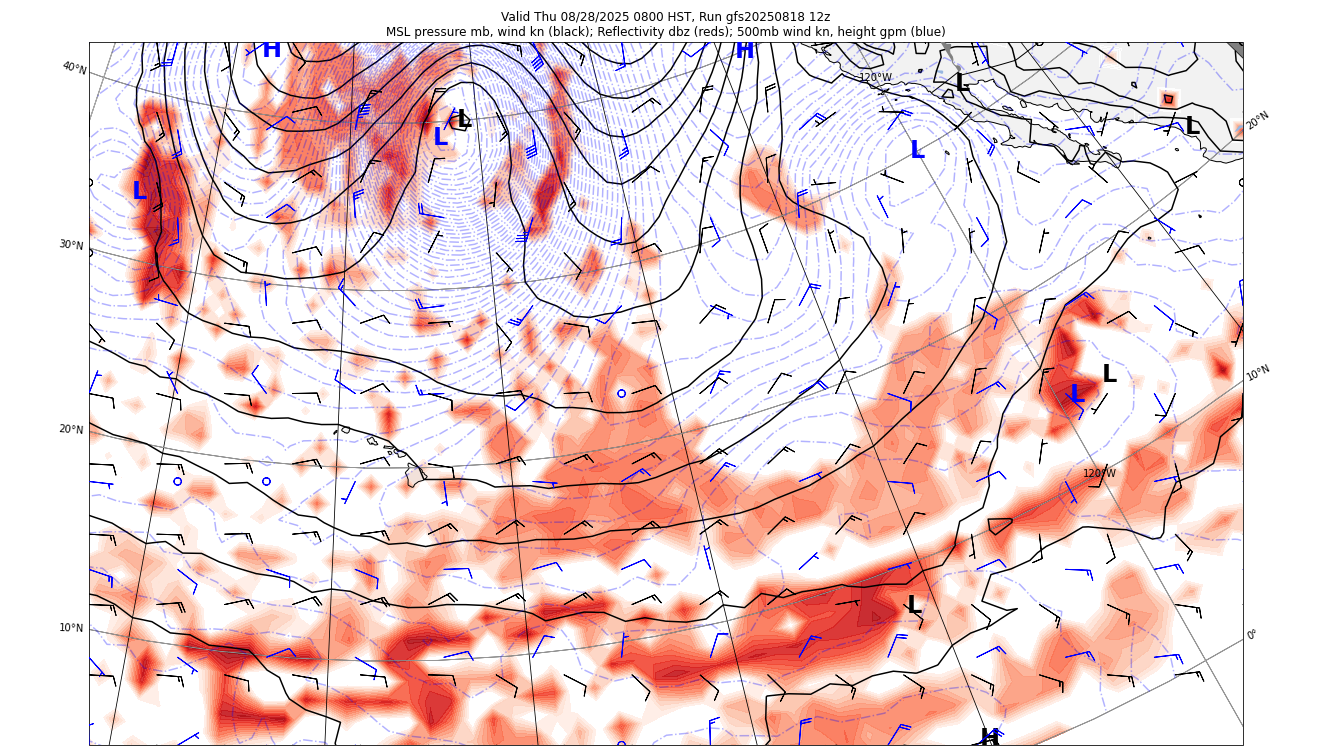 Valid Thu 08/28/2025 0800 HST, Run gfs20250818 12z
MSL pressure mb, wind kn (black); Reflectivity dbz (reds); 500mb wind kn, height gpm (blue)
H
H
40°N
120°W
L
L
L
L
L
20°N
L
30°N
10°N
L
L
20°N
120°W
L
10°N
0°
H